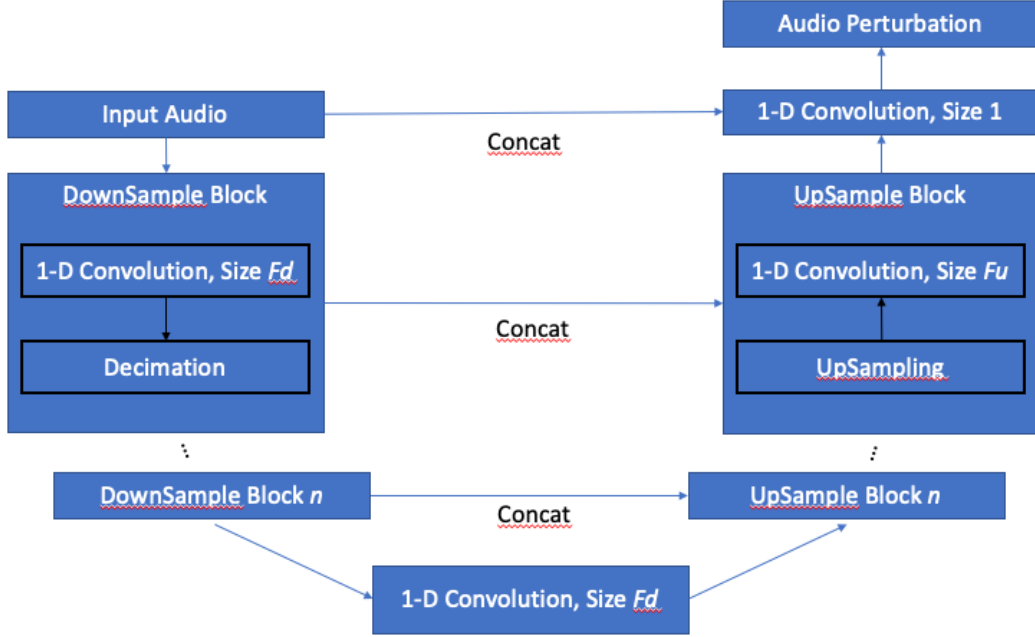 Audio Perturbation
Input Audio
1-D Convolution, Size 1
Concat
DownSample Block
UpSample Block
1-D Convolution, Size Fd
1-D Convolution, Size Fu
Concat
Decimation
UpSampling
...
...
DownSample Block n
UpSample Block n
Concat
1-D Convolution, Size Fd